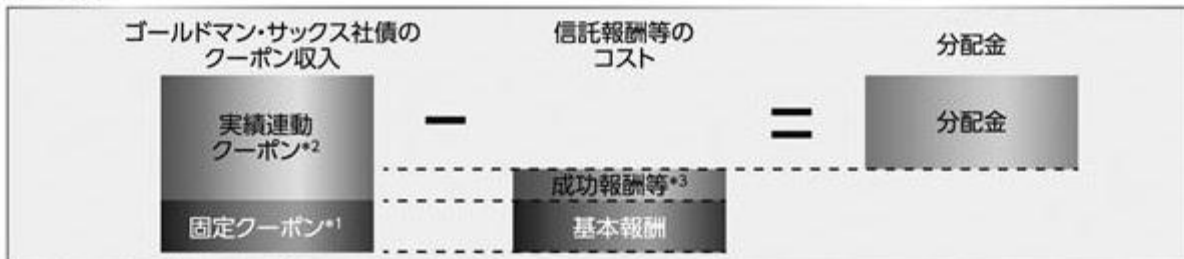 ゴールドマン・サックス社債の
クーポン収入
信託報酬等の
コスト
分配金
実績連動
クーポン*2
−
=
分配金
成功報酬等*3
固定クーポン*1
基本報酬